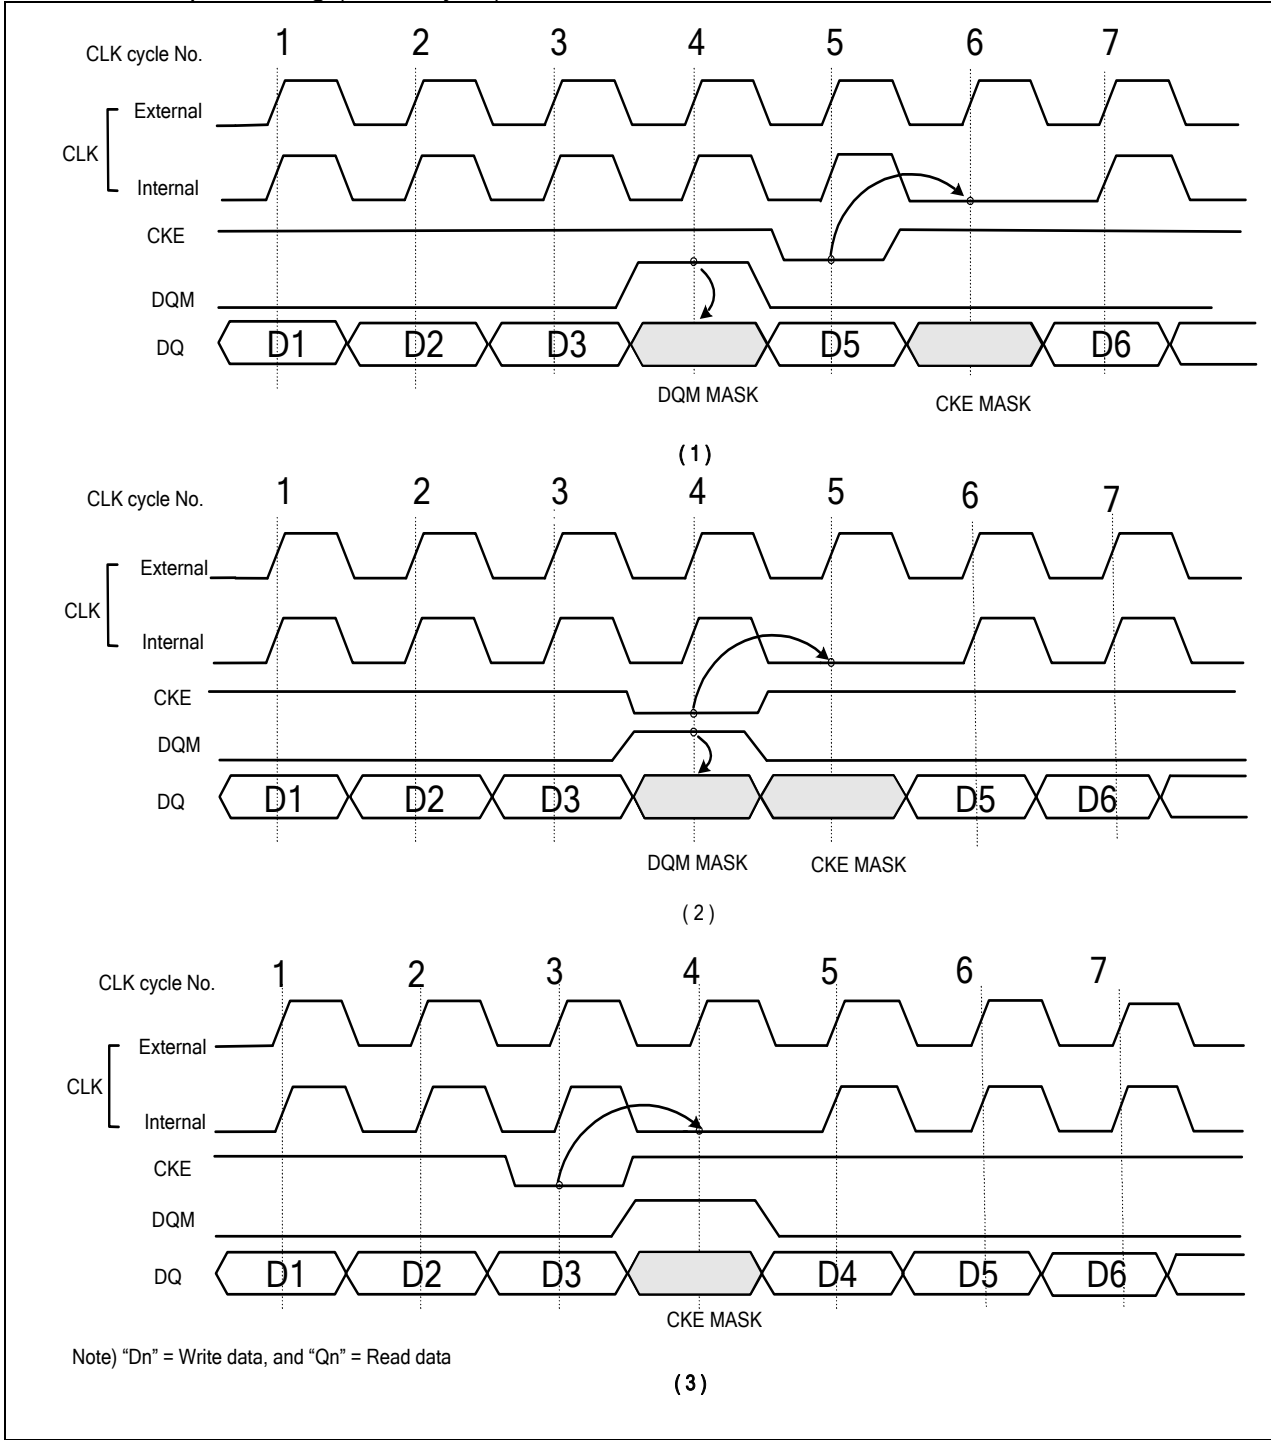 CLK cycle No. 1 2 3 4 5 6 7
External
CLK
Internal
CKE
DQM
DQ D1 D2 D3 D5 D6
DQM MASK CKE MASK
(1)
CLK cycle No. 1 2 3 4 5 6 7
External
CLK
Internal
CKE
DQM
DQ D1 D2 D3 D5 D6
DQM MASK CKE MASK
(2)
CLK cycle No. 1 2 3 4 5 6 7
External
CLK
Internal
CKE
DQM
DQ D1 D2 D3 D4 D5 D6
CKE MASK
Note) “Dn” = Write data, and “Qn” = Read data
(3)